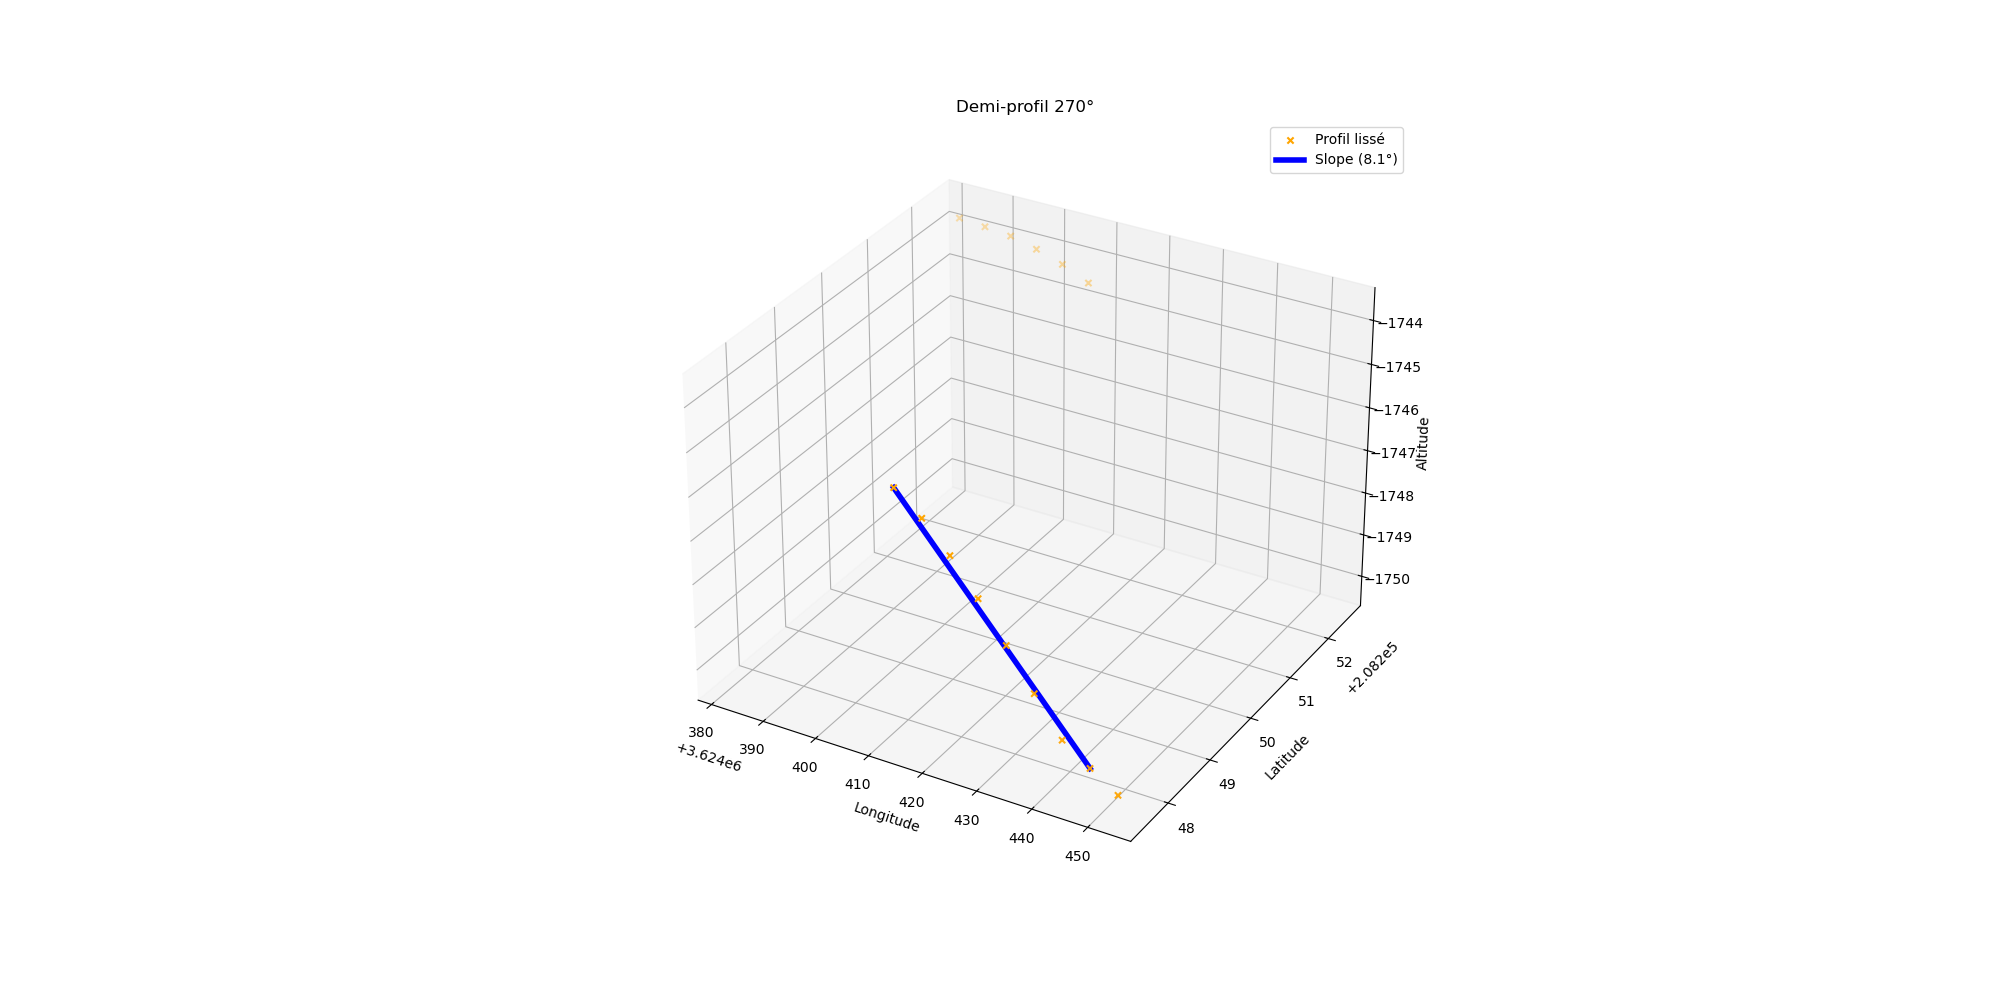 Demi-profil 270°
Profil lissé
Slope (8.1°)
−1744
−1745
−1746
−1747
−1748
−1749
−1750
Altitude
52
51
50
49
48
+2.082e5
Latitude
380
390
400
410
420
430
440
450
+3.624e6
Longitude